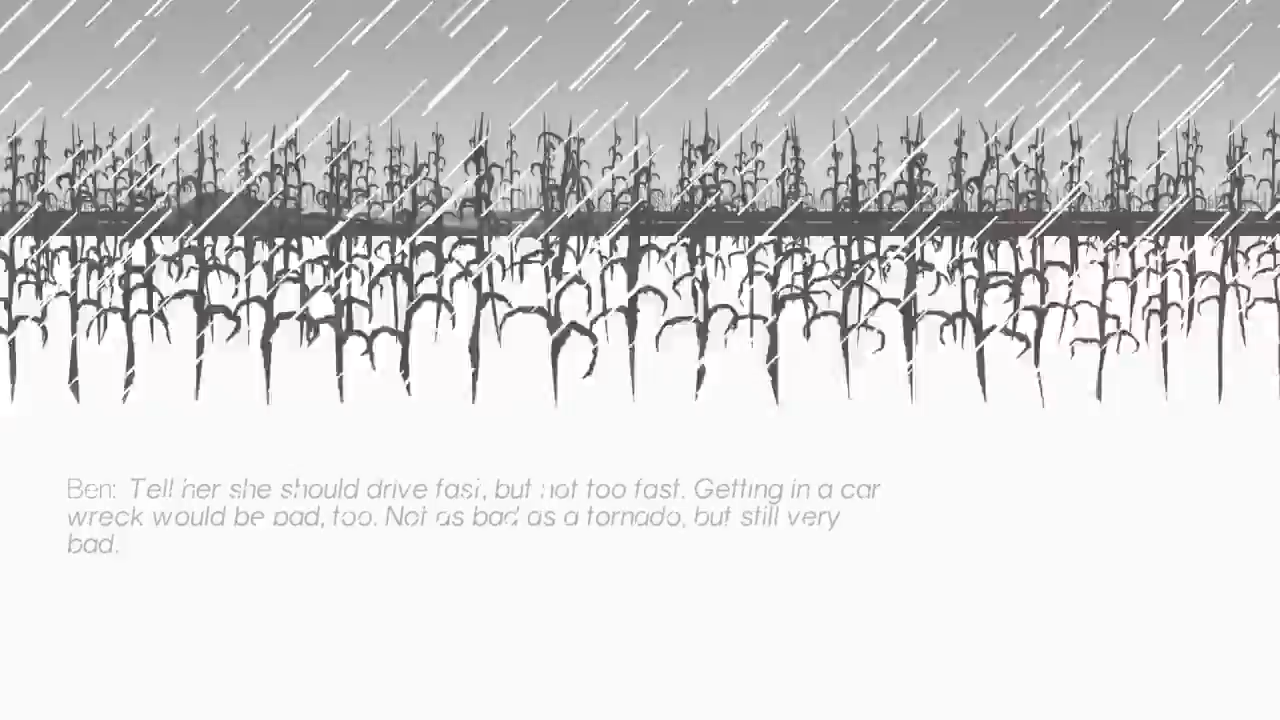 Ben: Tell her she should drive fast, but not too fast. Getting in a car
wreck would be bad, too. Not as bad as a tornado, but still very
bad.